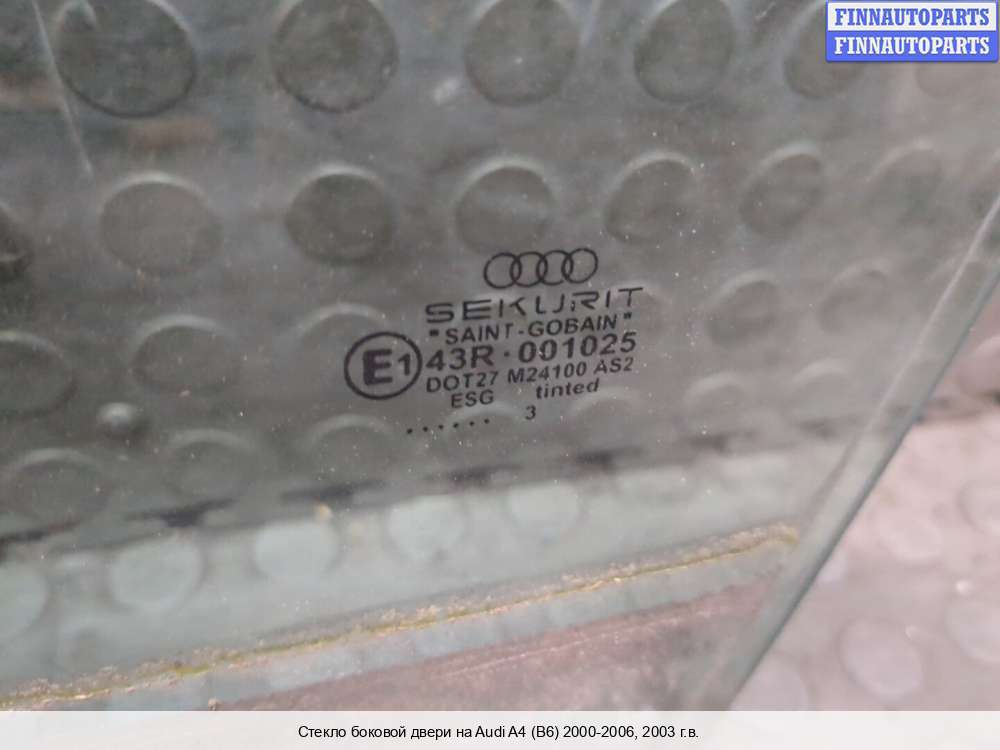 FINNAUTOPARTS
FINNAUTOPARTS
SEKURIT
"SAINT-GOBAIN"
E1 43R·001025
DOT27 M24100 AS2
ESG tinted
...... 3
Стекло боковой двери на Audi A4 (B6) 2000-2006, 2003 г.в.